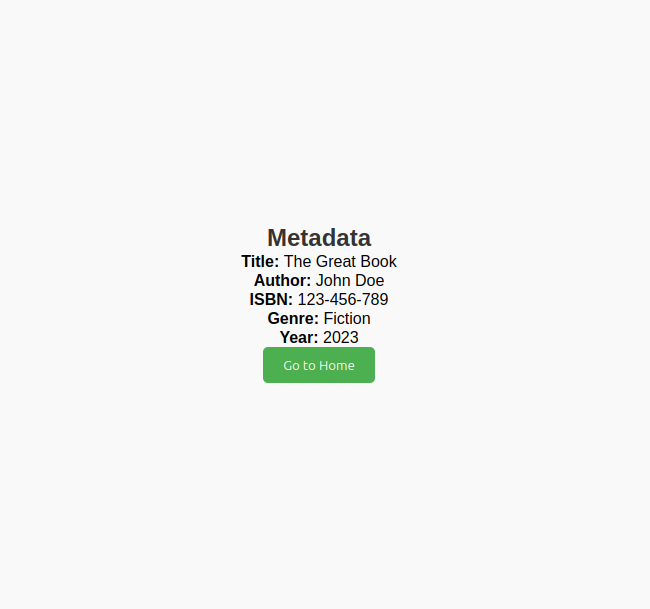 Metadata
Title: The Great Book
Author: John Doe
ISBN: 123-456-789
Genre: Fiction
Year: 2023
Go to Home